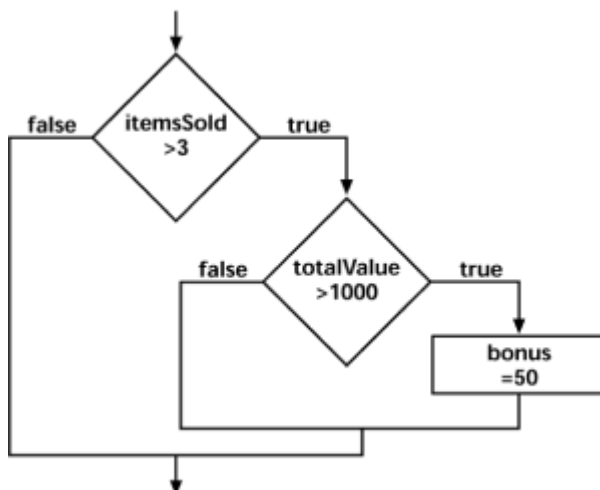 false
itemsSold
>3
true
false
totalValue
>1000
true
bonus
=50